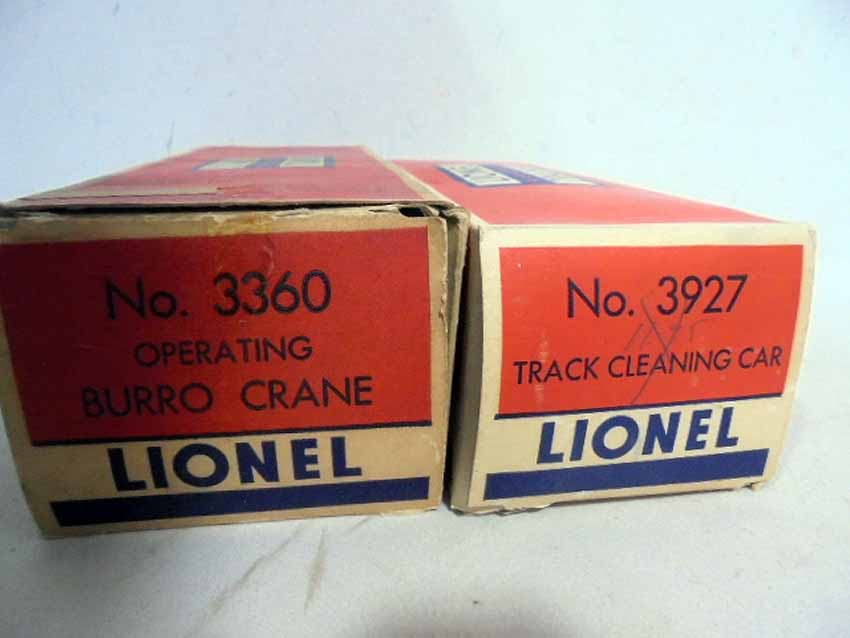 No. 3360
OPERATING
BURRO CRANE
LIONEL
No. 3927
TRACK CLEANING CAR
LIONEL